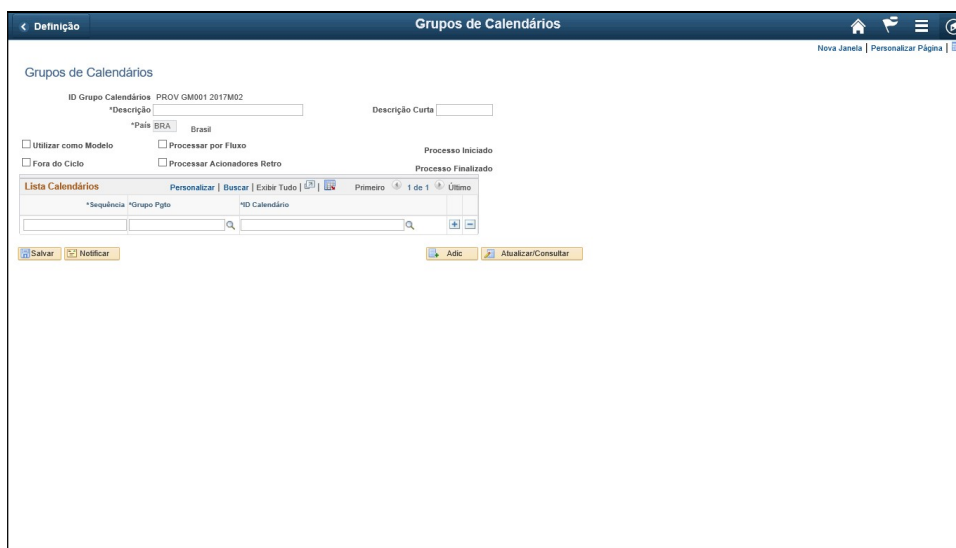 Definição Grupos de Calendários
Nova Janela | Personalizar Página |
Grupos de Calendários
ID Grupo Calendários PROV GM001 2017M02
*Descrição Descrição Curta
*País BRA Brasil
Utilizar como Modelo Processar por Fluxo Processo Iniciado
Fora do Ciclo Processar Acionadores Retro Processo Finalizado
Lista Calendários Personalizar | Buscar | Exibir Tudo | | Primeiro 1 de 1 Último
*Sequência *Grupo Pgto *ID Calendário
Salvar Notificar Adic Atualizar/Consultar